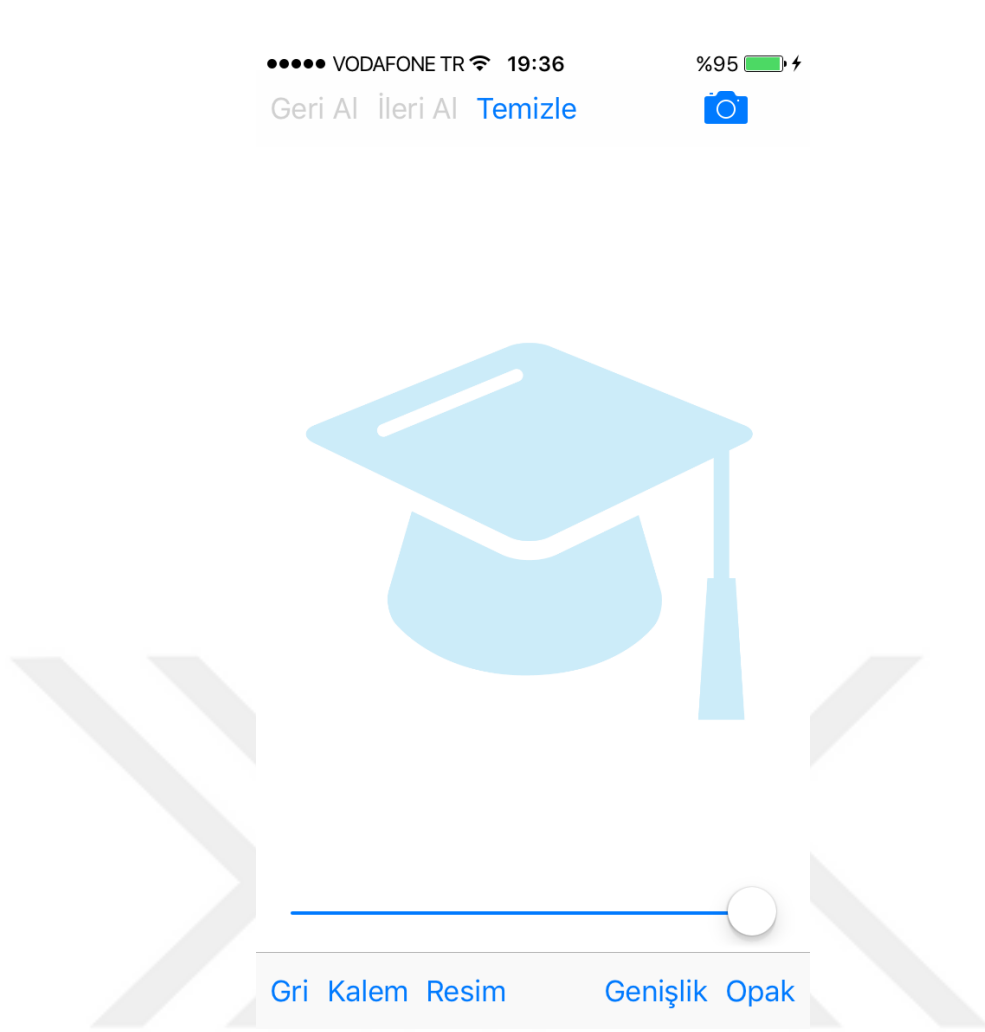 VODAFONE TR 19:36 %95
Geri Al İleri Al Temizle
Gri Kalem Resim Genişlik Opak